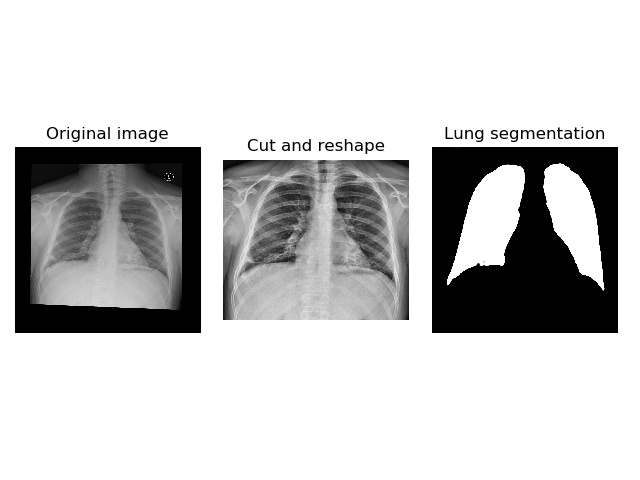 Original image
Cut and reshape
Lung segmentation